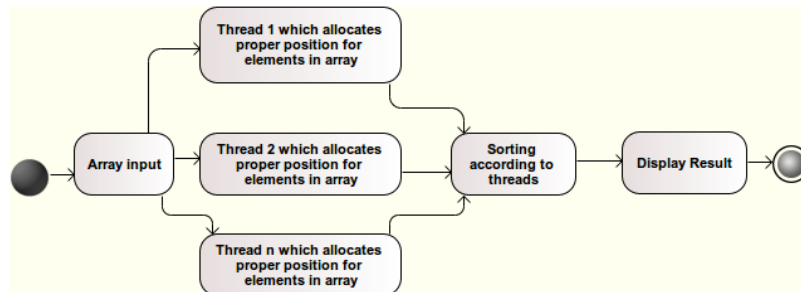 Thread 1 which allocates
proper position for
elements in array
Array input
Thread 2 which allocates
proper position for
elements in array
Thread n which allocates
proper position for
elements in array
Sorting
according to
threads
Display Result